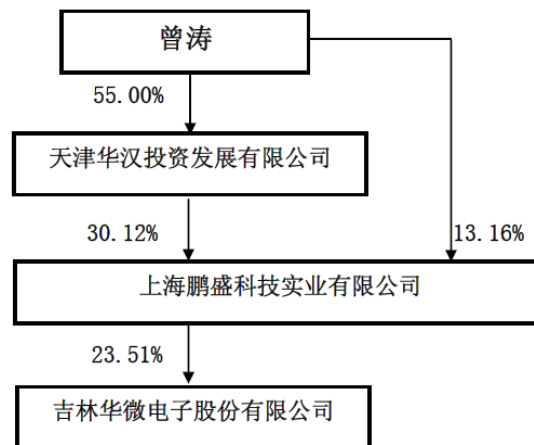 曾涛
55.00%
天津华汉投资发展有限公司
30.12%
13.16%
上海鹏盛科技实业有限公司
23.51%
吉林华微电子股份有限公司